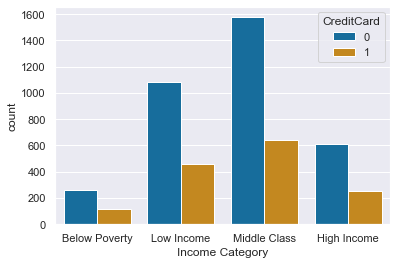 CreditCard
0
1
1600
1400
1200
1000
800
600
400
200
0
count
Below Poverty
Low Income
Middle Class
High Income
Income Category